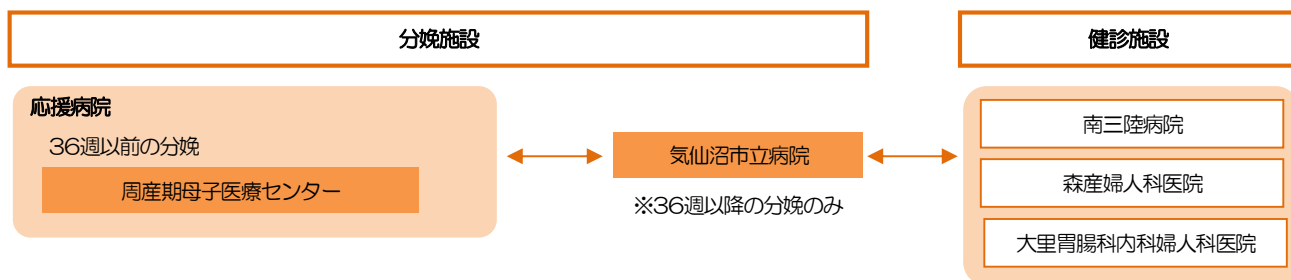 分娩施設
健診施設
応援病院
36週以前の分娩
周産期母子医療センター
気仙沼市立病院
※36週以降の分娩のみ
南三陸病院
森産婦人科医院
大里胃腸科内科婦人科医院